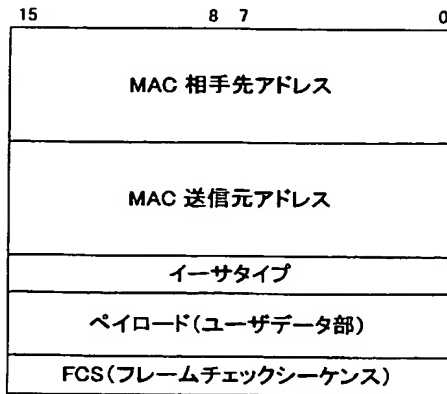 15 8 7 0
MAC 相手先アドレス
MAC 送信元アドレス
イーサタイプ
ペイロード(ユーザデータ部)
FCS(フレームチェックシーケンス)